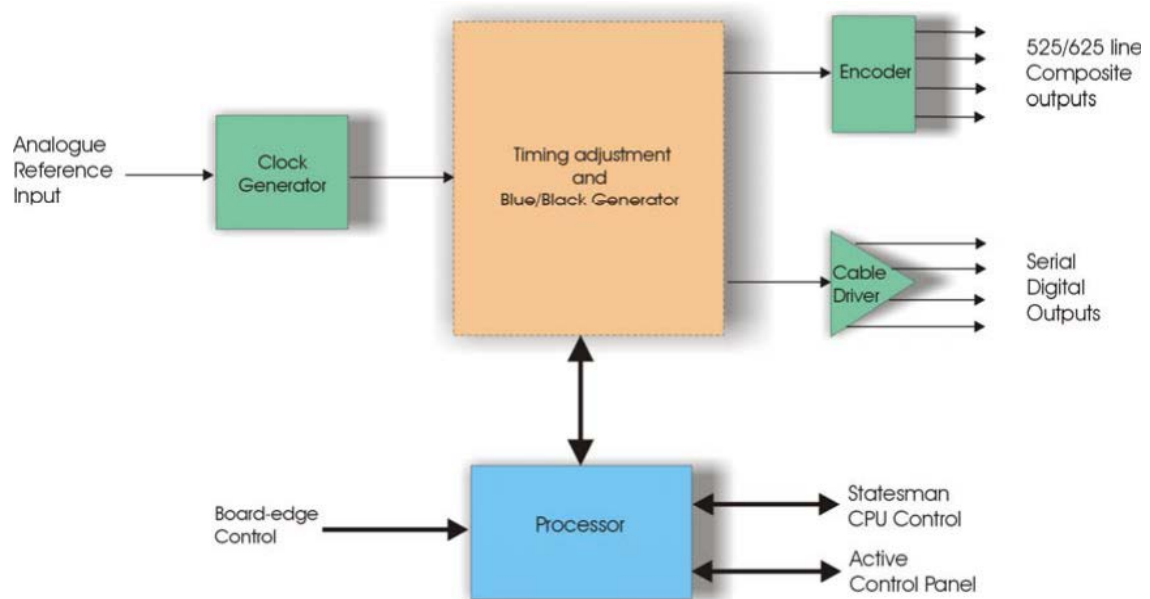 Analogue
Reference
Input
Clock
Generator
Timing adjustment
and
Blue/Black Generator
Encoder
525/625 line
Composite
outputs
Cable
Driver
Serial
Digital
Outputs
Board-edge
Control
Processor
Statesman
CPU Control
Active
Control Panel